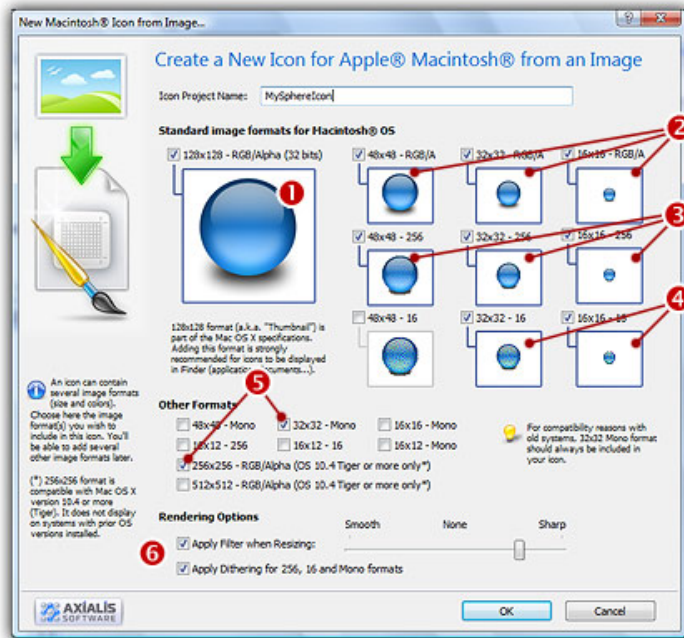 New Macintosh® Icon from Image...
Create a New Icon for Apple® Macintosh® from an Image
Icon Project Name: MySphereIcon
Standard image formats for Macintosh® OS
128x128 - RGB/Alpha (32 bits)
48x48 - RGB/A
32x32 - RGB/A
16x16 - RGB/A
1
2
48x48 - 256
32x32 - 256
16x16 - 256
3
48x48 - 16
32x32 - 16
16x16 - 16
4
128x128 format (a.k.a. "Thumbnail") is
part of the Mac OS X specifications.
Adding this format is strongly
recommended for icons to be displayed
in Finder (applications, documents...).
An icon can contain
several image formats
(size and colors).
Choose here the image
format(s) you wish to
include in this icon. You'll
be able to add several
other image formats later.
(*) 256x256 format is
compatible with Mac OS X
version 10.4 or more
(Tiger). It does not display
on systems with prior OS
versions installed.
5
Other Formats
48x48 - Mono
32x32 - Mono
16x16 - Mono
16x12 - 256
16x12 - 16
16x12 - Mono
256x256 - RGB/Alpha (OS 10.4 Tiger or more only*)
512x512 - RGB/Alpha (OS 10.4 Tiger or more only*)
For compatibility reasons with
old systems, 32x32 Mono format
should always be included in
your icon.
Rendering Options
Smooth None Sharp
6
Apply Filter when Resizing:
Apply Dithering for 256, 16 and Mono formats
AXIALIS
SOFTWARE
OK
Cancel